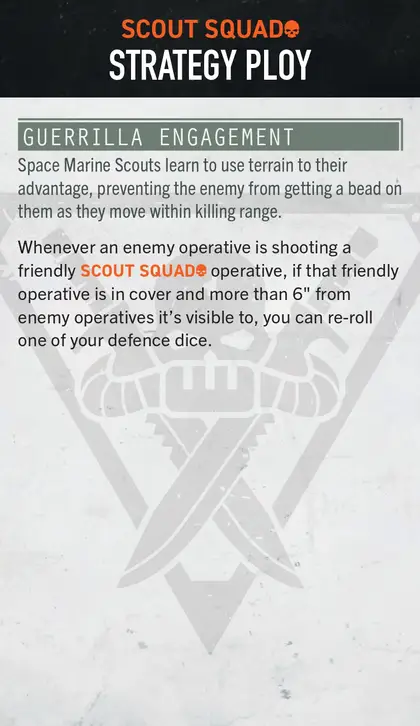 SCOUT SQUAD
STRATEGY PLOY
GUERRILLA ENGAGEMENT
Space Marine Scouts learn to use terrain to their
advantage, preventing the enemy from getting a bead on
them as they move within killing range.
Whenever an enemy operative is shooting a
friendly SCOUT SQUAD operative, if that friendly
operative is in cover and more than 6" from
enemy operatives it’s visible to, you can re-roll
one of your defence dice.